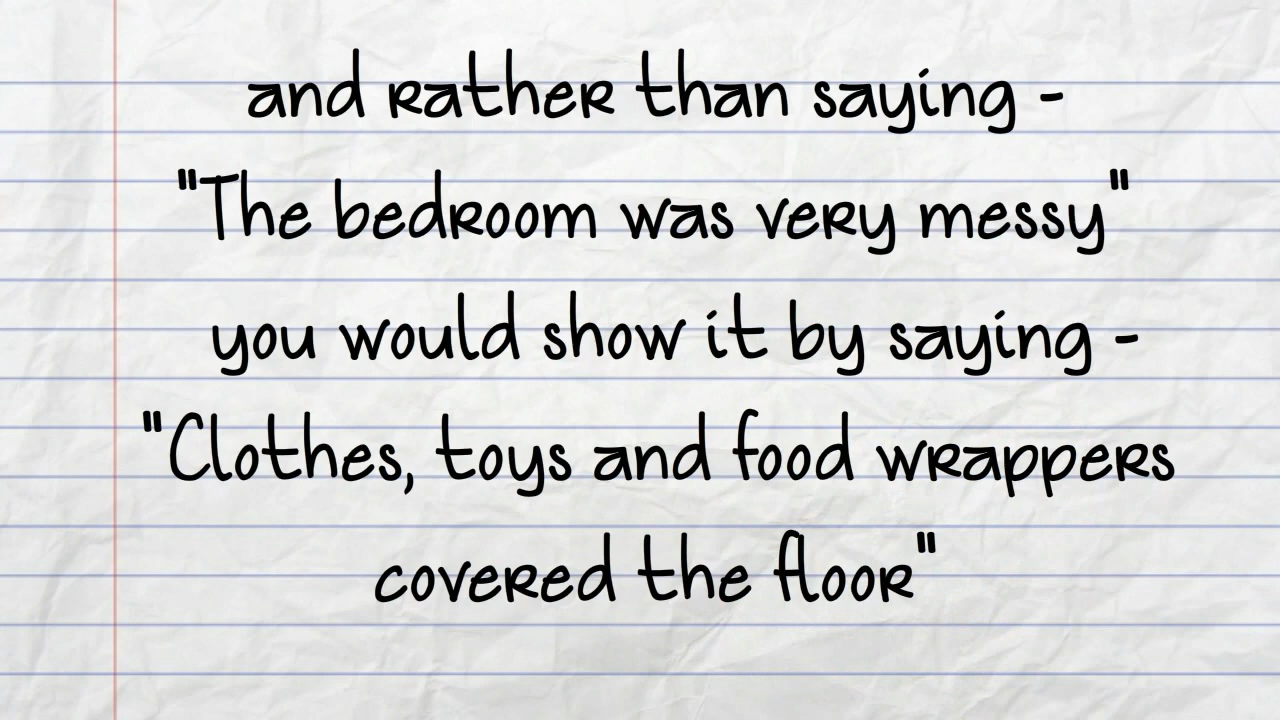 and rather than saying -
"The bedroom was very messy"
you would show it by saying -
"Clothes, toys and food wrappers
covered the floor"